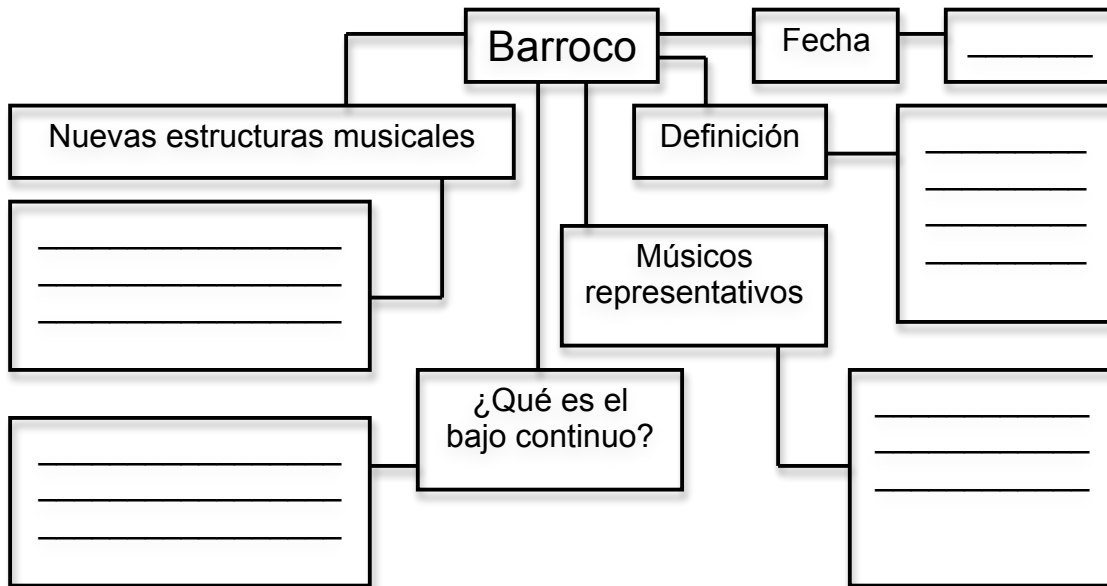 Barroco
Fecha
Nuevas estructuras musicales
Definición
Músicos
representativos
¿Qué es el
bajo continuo?